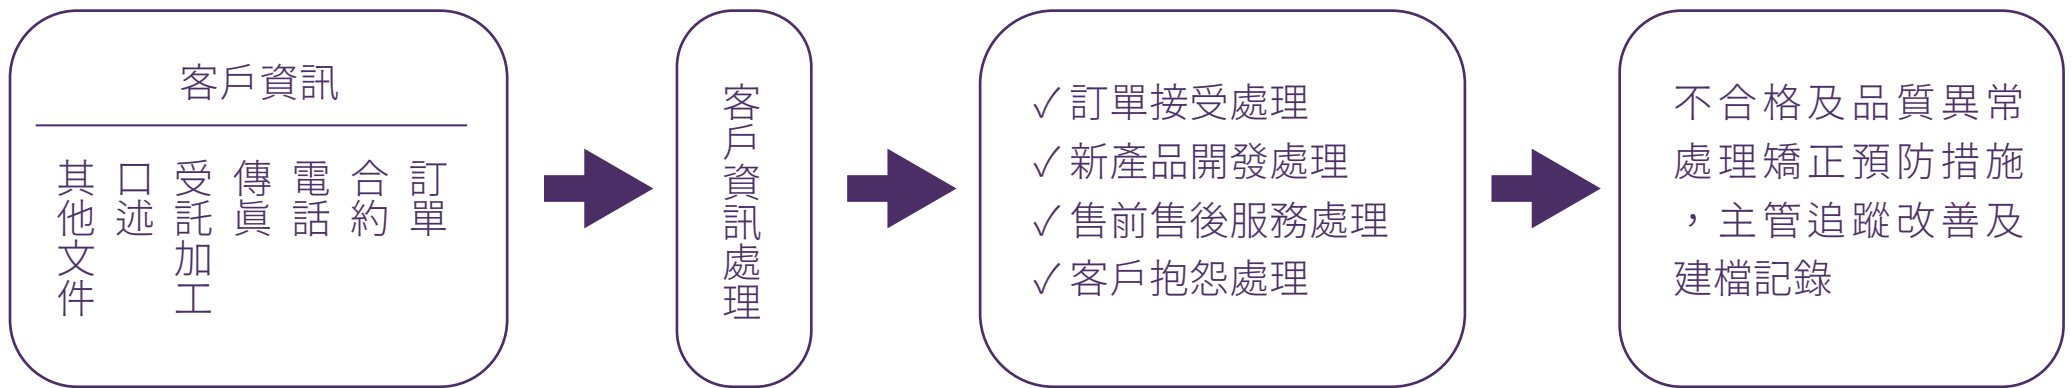 客戶資訊
訂單
合約
電話
傳真
受託加工
口述
其他文件
客戶資訊處理
✓訂單接受處理
✓新產品開發處理
✓售前售後服務處理
✓客戶抱怨處理
不合格及品質異常
處理矯正預防措施
，主管追蹤改善及
建檔記錄